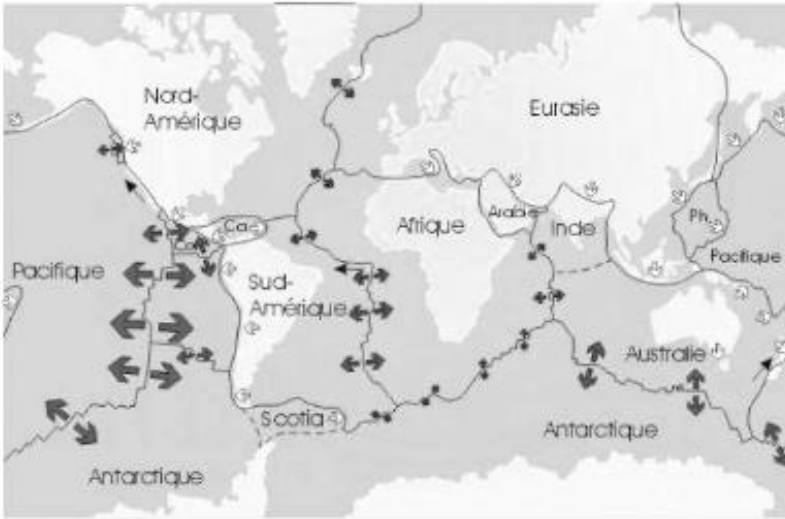 Nord-
Amérique
Eurasie
Ca.
Arabie
Afrique
Inde
Ph.
Pacifique
Pacifique
Sud-
Amérique
Australie
Scotia
Antarctique
Antarctique